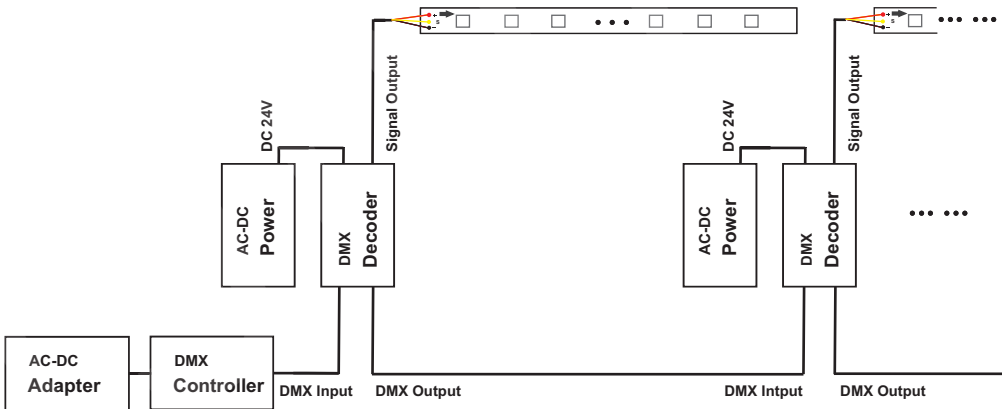 +
S
−
+
S
−
DC 24V
Signal Output
DC 24V
Signal Output
AC-DC
Power
DMX
Decoder
AC-DC
Power
DMX
Decoder
AC-DC
Adapter
DMX
Controller
DMX Input
DMX Output
DMX Intput
DMX Output